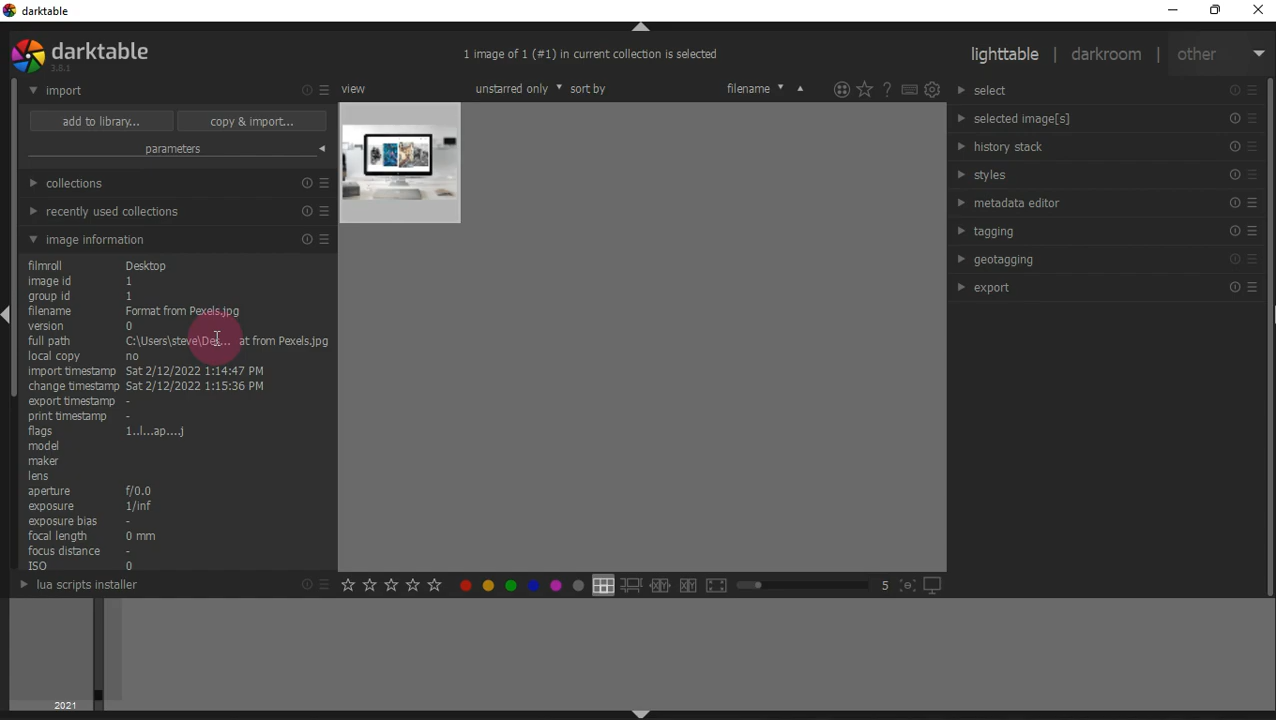 darktable
darktable
3.8.1
1 image of 1 (#1) in current collection is selected
lighttable | darkroom | other
import
view
unstarred only
sort by
filename
add to library...
copy & import...
parameters
collections
recently used collections
image information
filmroll Desktop
image id 1
group id 1
filename Format from Pexels.jpg
version 0
full path C:\Users\steve\Des... at from Pexels.jpg
local copy no
import timestamp Sat 2/12/2022 1:14:47 PM
change timestamp Sat 2/12/2022 1:15:36 PM
export timestamp -
print timestamp -
flags 1..l...ap....j
model
maker
lens
aperture f/0.0
exposure 1/inf
exposure bias -
focal length 0 mm
focus distance -
ISO 0
lua scripts installer
select
selected image[s]
history stack
styles
metadata editor
tagging
geotagging
export
5
2021